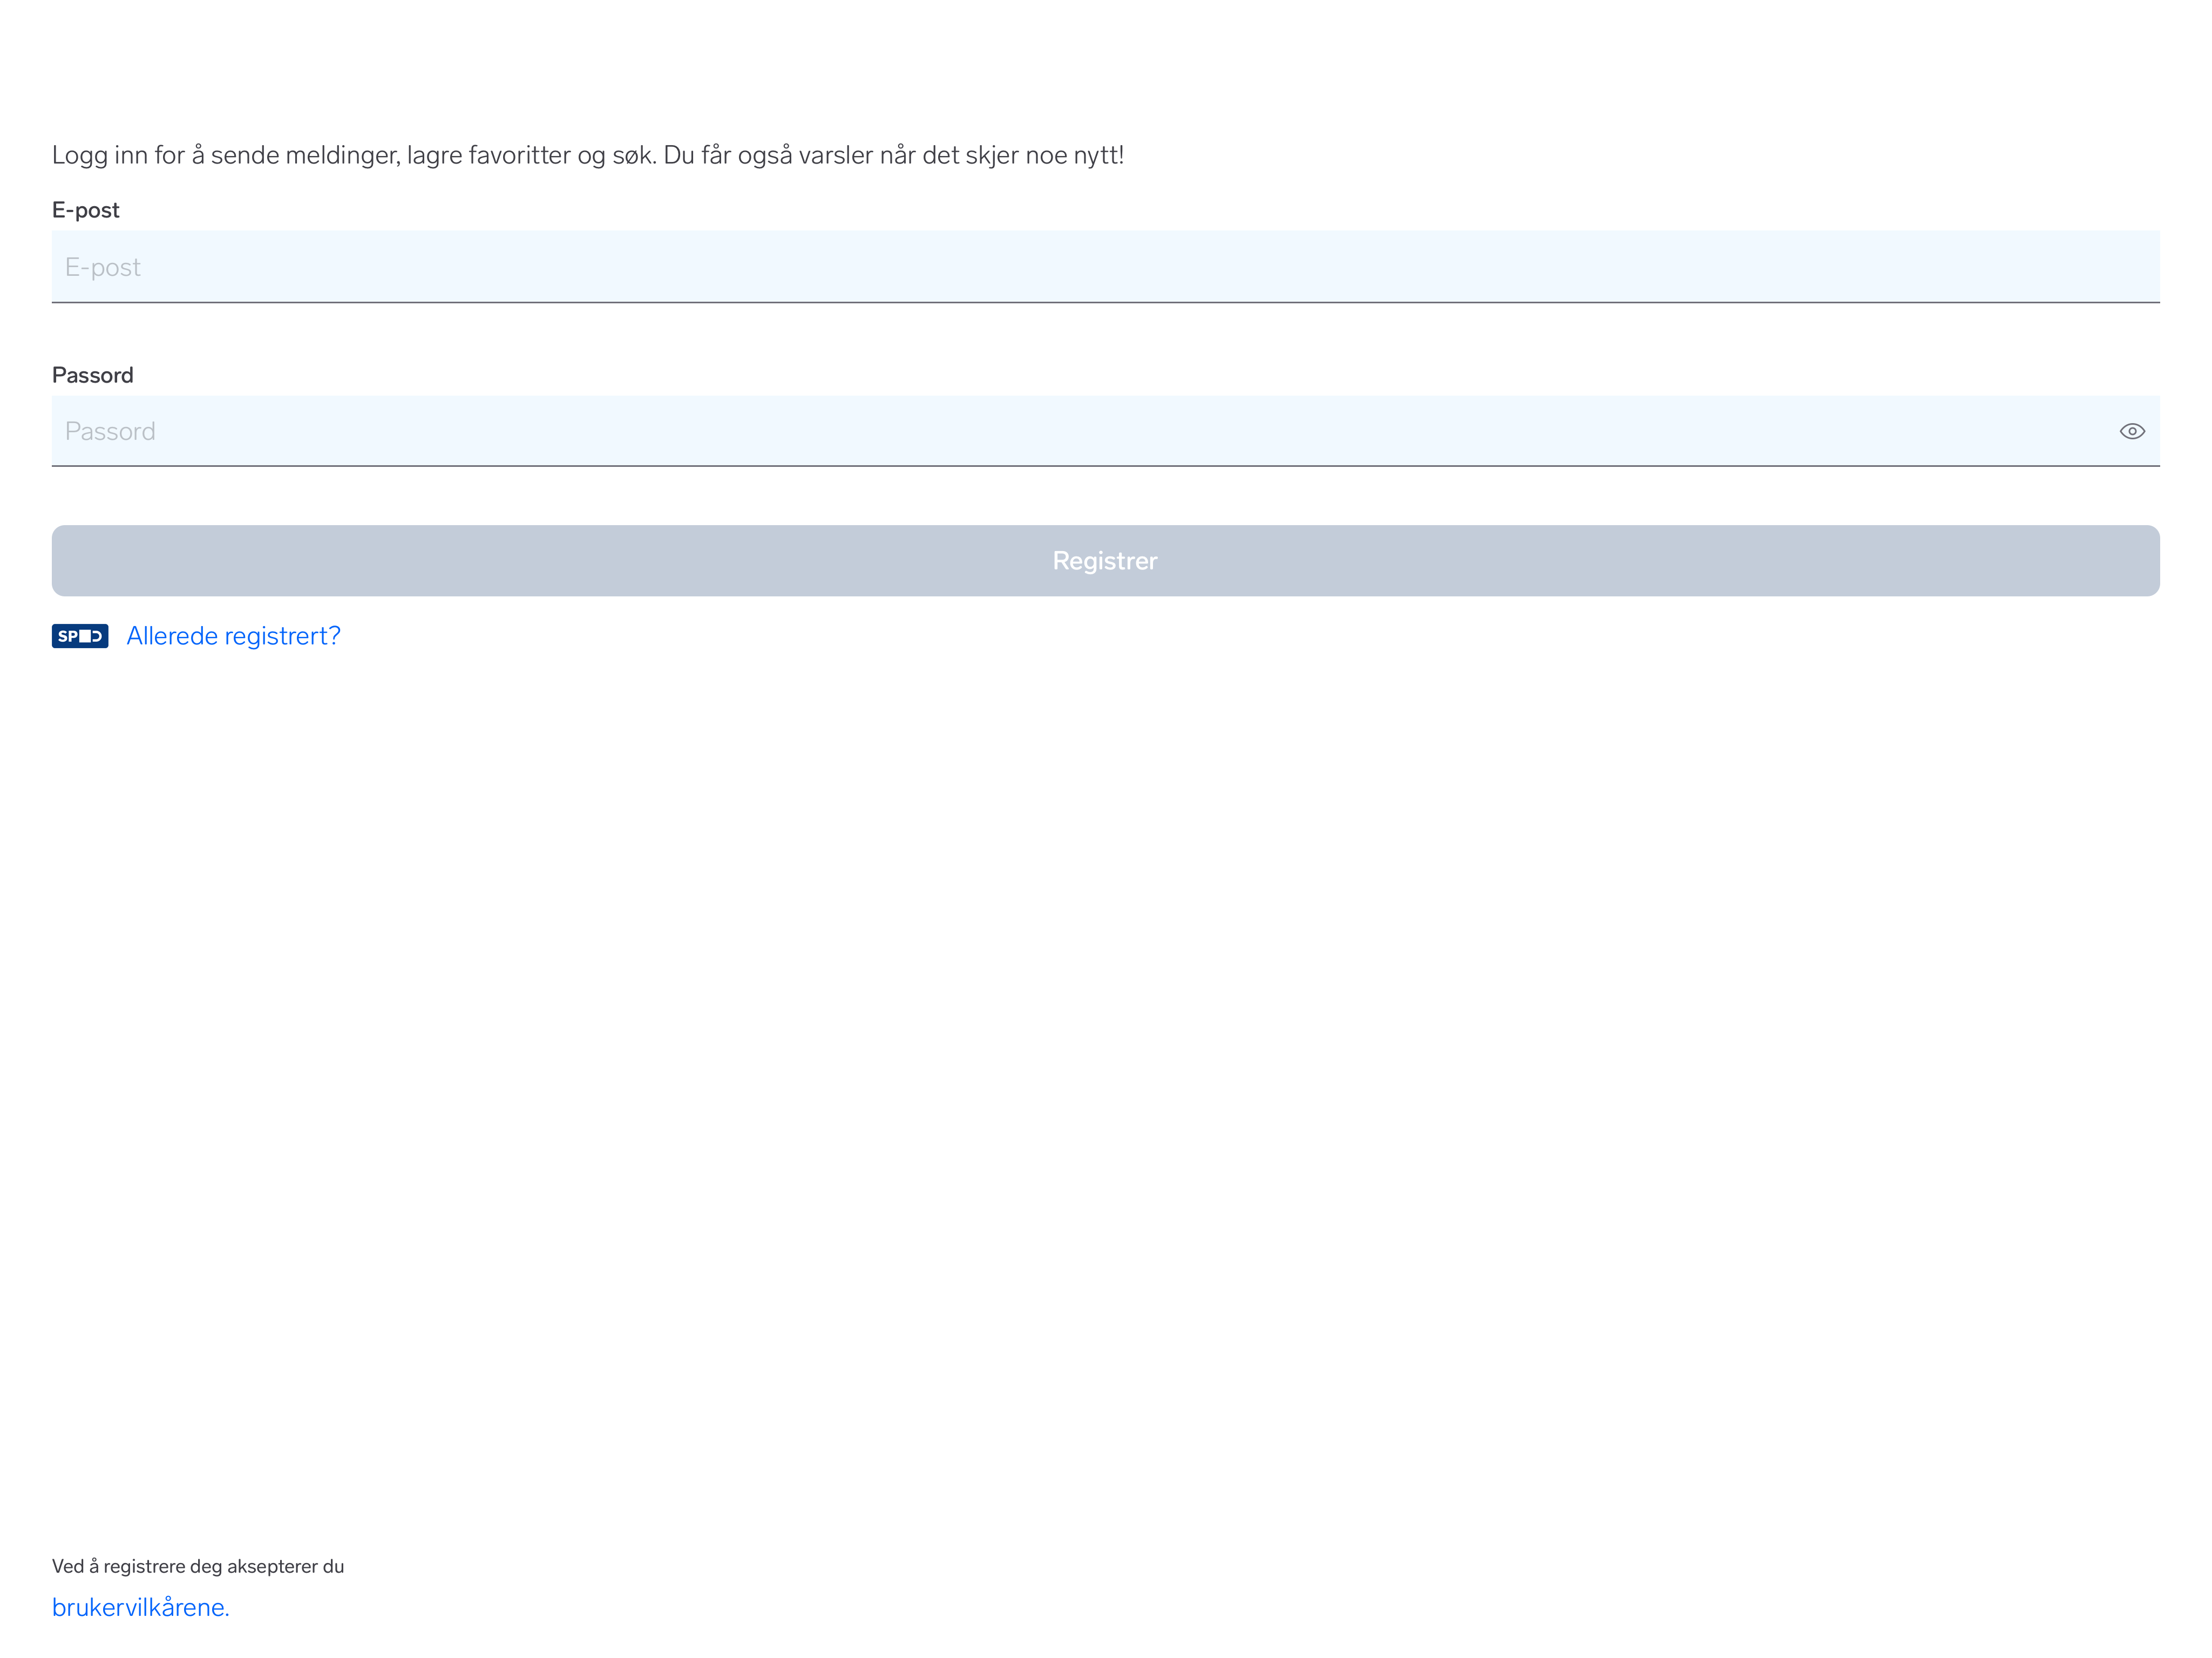 Logg inn for å sende meldinger, lagre favoritter og søk. Du får også varsler når det skjer noe nytt!
E-post
E-post
Passord
Passord
Registrer
Allerede registrert?
Ved å registrere deg aksepterer du
brukervilkårene.